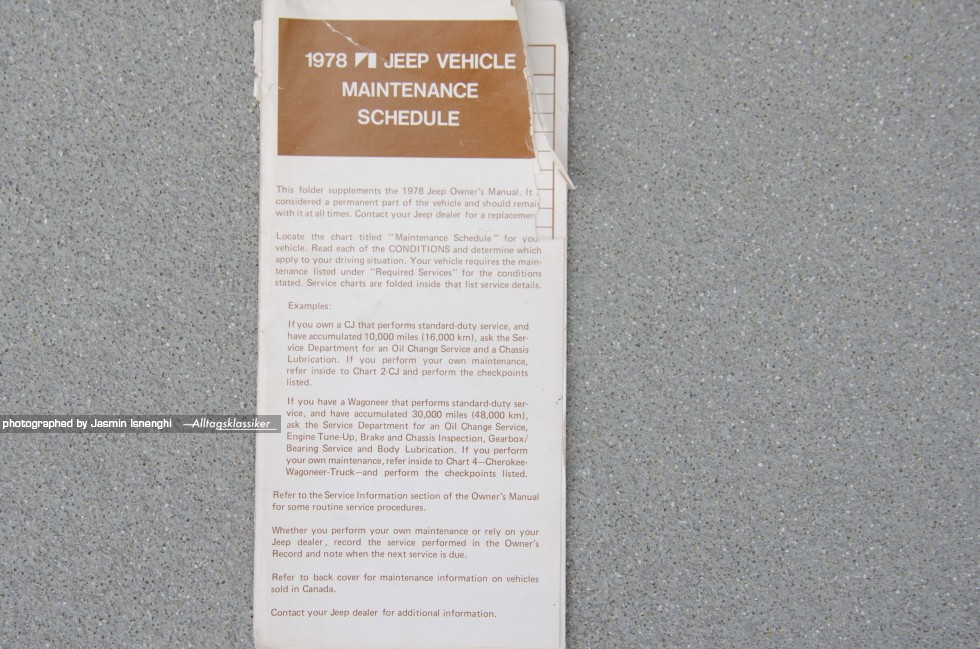 1978 JEEP VEHICLE
MAINTENANCE
SCHEDULE
This folder supplements the 1978 Jeep Owner's Manual. It
considered a permanent part of the vehicle and should remai
with it at all times. Contact your Jeep dealer for a replacemen
Locate the chart titled "Maintenance Schedule" for you
vehicle. Read each of the CONDITIONS and determine which
apply to your driving situation. Your vehicle requires the main-
tenance listed under "Required Services" for the conditions
stated. Service charts are folded inside that list service details.
Examples:
If you own a CJ that performs standard-duty service, and
have accumulated 10,000 miles (16,000 km), ask the Ser-
vice Department for an Oil Change Service and a Chassis
Lubrication. If you perform your own maintenance,
refer inside to Chart 2-CJ and perform the checkpoints
listed.
If you have a Wagoneer that performs standard-duty ser-
vice, and have accumulated 30,000 miles (48,000 km),
ask the Service Department for an Oil Change Service,
Engine Tune-Up, Brake and Chassis Inspection, Gearbox/
Bearing Service and Body Lubrication. If you perform
your own maintenance, refer inside to Chart 4—Cherokee-
Wagoneer-Truck—and perform the checkpoints listed.
Refer to the Service Information section of the Owner's Manual
for some routine service procedures.
Whether you perform your own maintenance or rely on your
Jeep dealer, record the service performed in the Owner's
Record and note when the next service is due.
Refer to back cover for maintenance information on vehicles
sold in Canada.
Contact your Jeep dealer for additional information.
photographed by Jasmin Isnenghi —Alltagsklassiker_